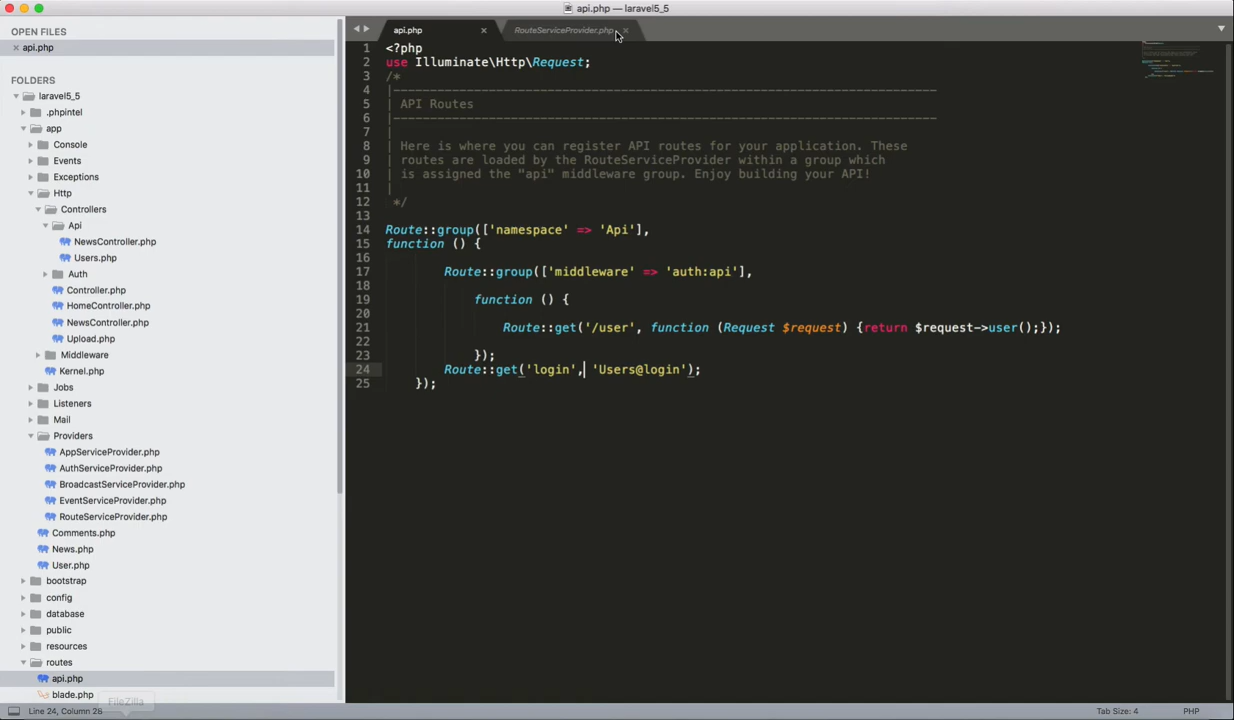 api.php — laravel5_5
OPEN FILES
api.php
FOLDERS
laravel5_5
.phpintel
app
Console
Events
Exceptions
Http
Controllers
Api
NewsController.php
Users.php
Auth
Controller.php
HomeController.php
NewsController.php
Upload.php
Middleware
Kernel.php
Jobs
Listeners
Mail
Providers
AppServiceProvider.php
AuthServiceProvider.php
BroadcastServiceProvider.php
EventServiceProvider.php
RouteServiceProvider.php
Comments.php
News.php
User.php
bootstrap
config
database
public
resources
routes
api.php
blade.php
FileZilla
api.php RouteServiceProvider.php
1 <?php
2 use Illuminate\Http\Request;
3 /*
4 |--------------------------------------------------------------------------
5 | API Routes
6 |--------------------------------------------------------------------------
7 |
8 | Here is where you can register API routes for your application. These
9 | routes are loaded by the RouteServiceProvider within a group which
10 | is assigned the "api" middleware group. Enjoy building your API!
11 |
12 */
13
14 Route::group(['namespace' => 'Api'],
15 function () {
16
17 Route::group(['middleware' => 'auth:api'],
18
19 function () {
20
21 Route::get('/user', function (Request $request) {return $request->user();});
22
23 });
24 Route::get('login', 'Users@login');
25 });
Line 24, Column 28 Tab Size: 4 PHP